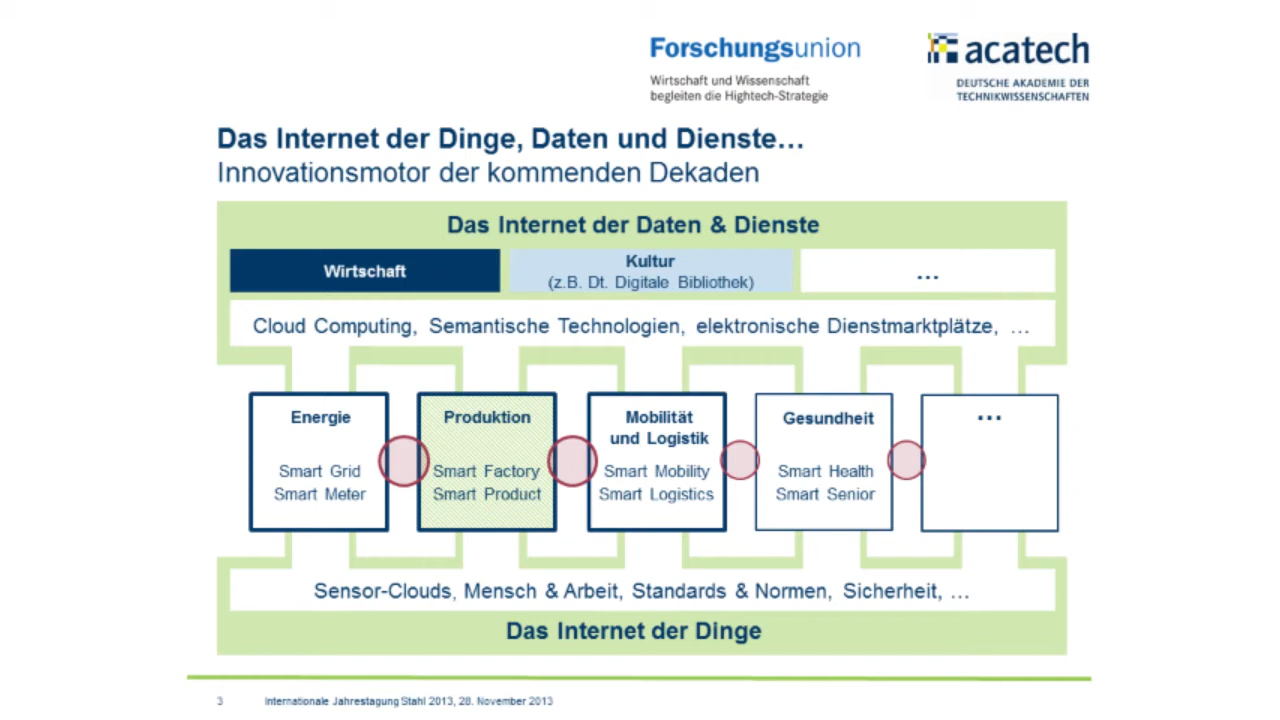 Forschungsunion
Wirtschaft und Wissenschaft
begleiten die Hightech-Strategie
acatech
DEUTSCHE AKADEMIE DER
TECHNIKWISSENSCHAFTEN
Das Internet der Dinge, Daten und Dienste...
Innovationsmotor der kommenden Dekaden
Das Internet der Daten & Dienste
Wirtschaft
Kultur
(z.B. Dt. Digitale Bibliothek)
...
Cloud Computing, Semantische Technologien, elektronische Dienstmarktplätze, ...
Energie
Smart Grid
Smart Meter
Produktion
Smart Factory
Smart Product
Mobilität
und Logistik
Smart Mobility
Smart Logistics
Gesundheit
Smart Health
Smart Senior
...
Sensor-Clouds, Mensch & Arbeit, Standards & Normen, Sicherheit, ...
Das Internet der Dinge
3 Internationale Jahrestagung Stahl 2013, 28. November 2013